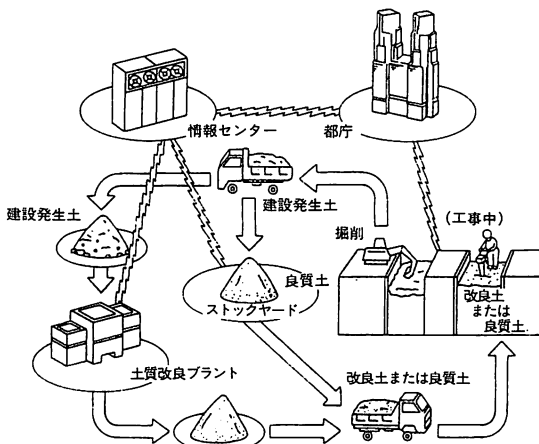 情報センター
都庁
建設発生土
建設発生土
(工事中)
掘削
良質土
ストックヤード
改良土
または
良質土
土質改良プラント
改良土または良質土